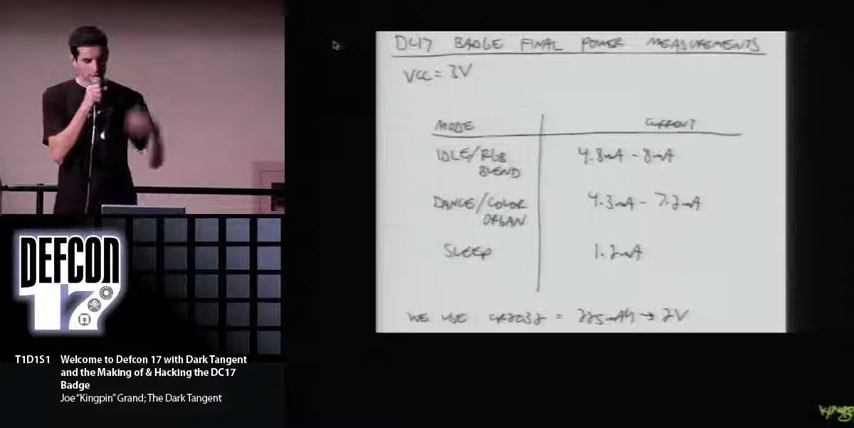 DC17 BADGE FINAL POWER MEASUREMENTS
VCC = 3V
MODE CURRENT
IDLE/RGB BLEND 4.8mA - 8mA
DANCE/COLOR ORGAN 4.3mA - 7.2mA
SLEEP 1.2mA
WE USE CR2032 = 225mAh → 2V
DEFCON
17
T1D1S1 Welcome to Defcon 17 with Dark Tangent
and the Making of & Hacking the DC17
Badge
Joe “Kingpin” Grand; The Dark Tangent